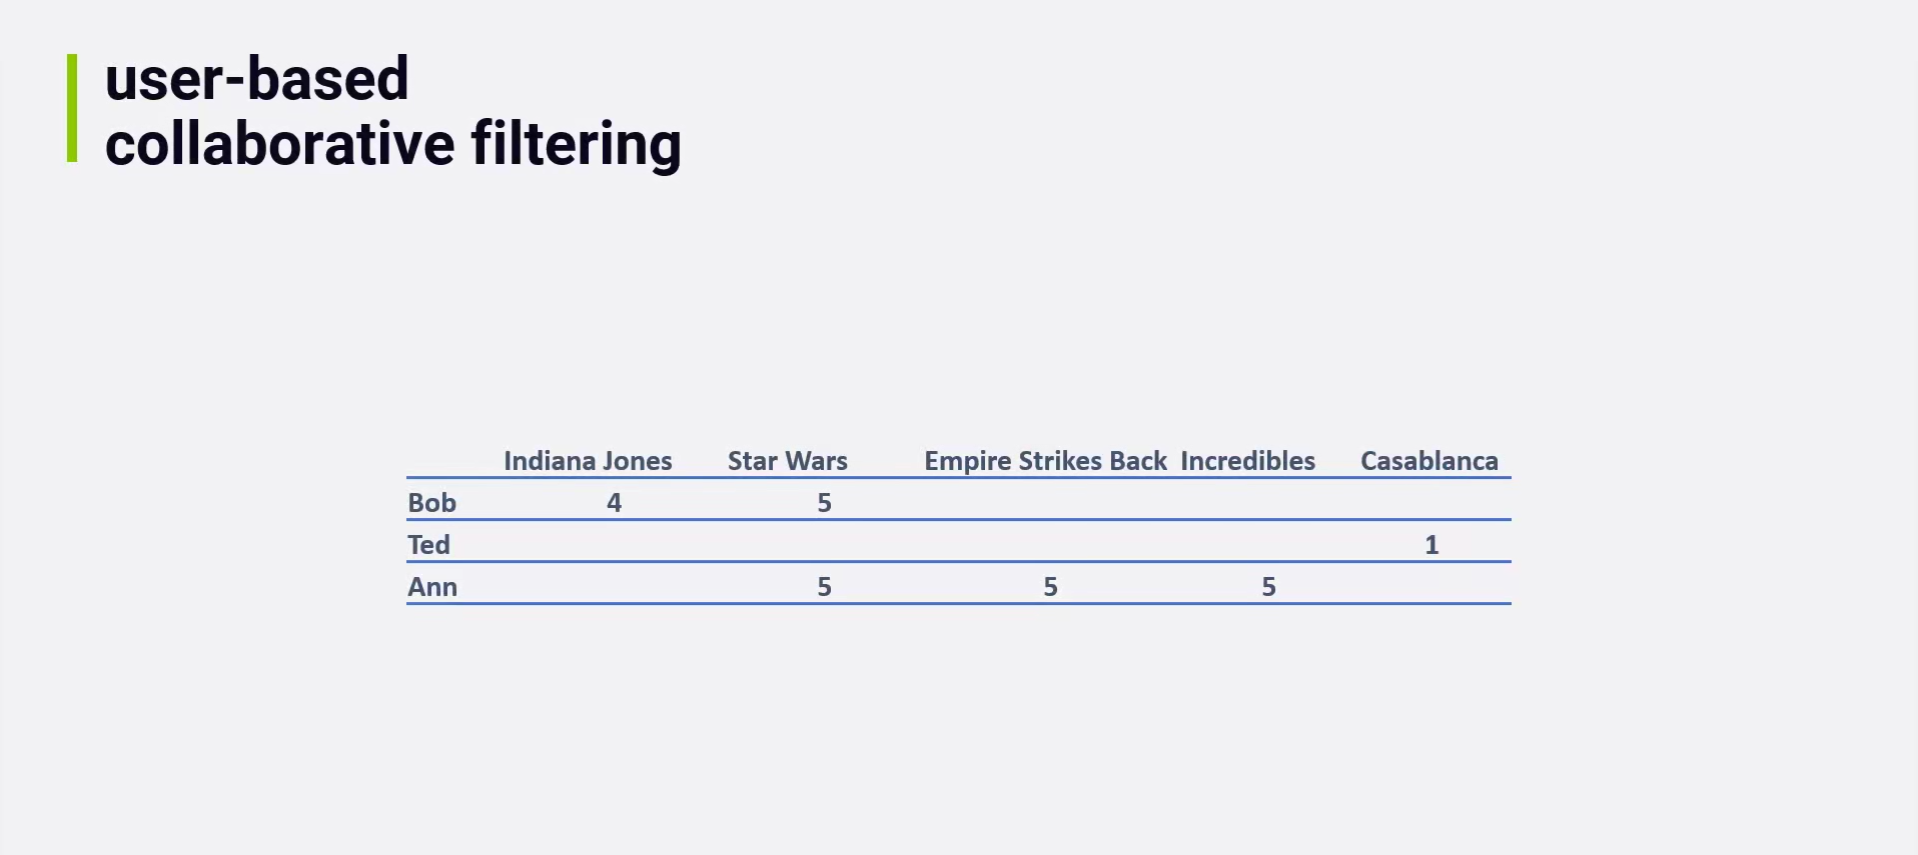 user-based
collaborative filtering
Indiana Jones Star Wars Empire Strikes Back Incredibles Casablanca
Bob 4 5
Ted 1
Ann 5 5 5